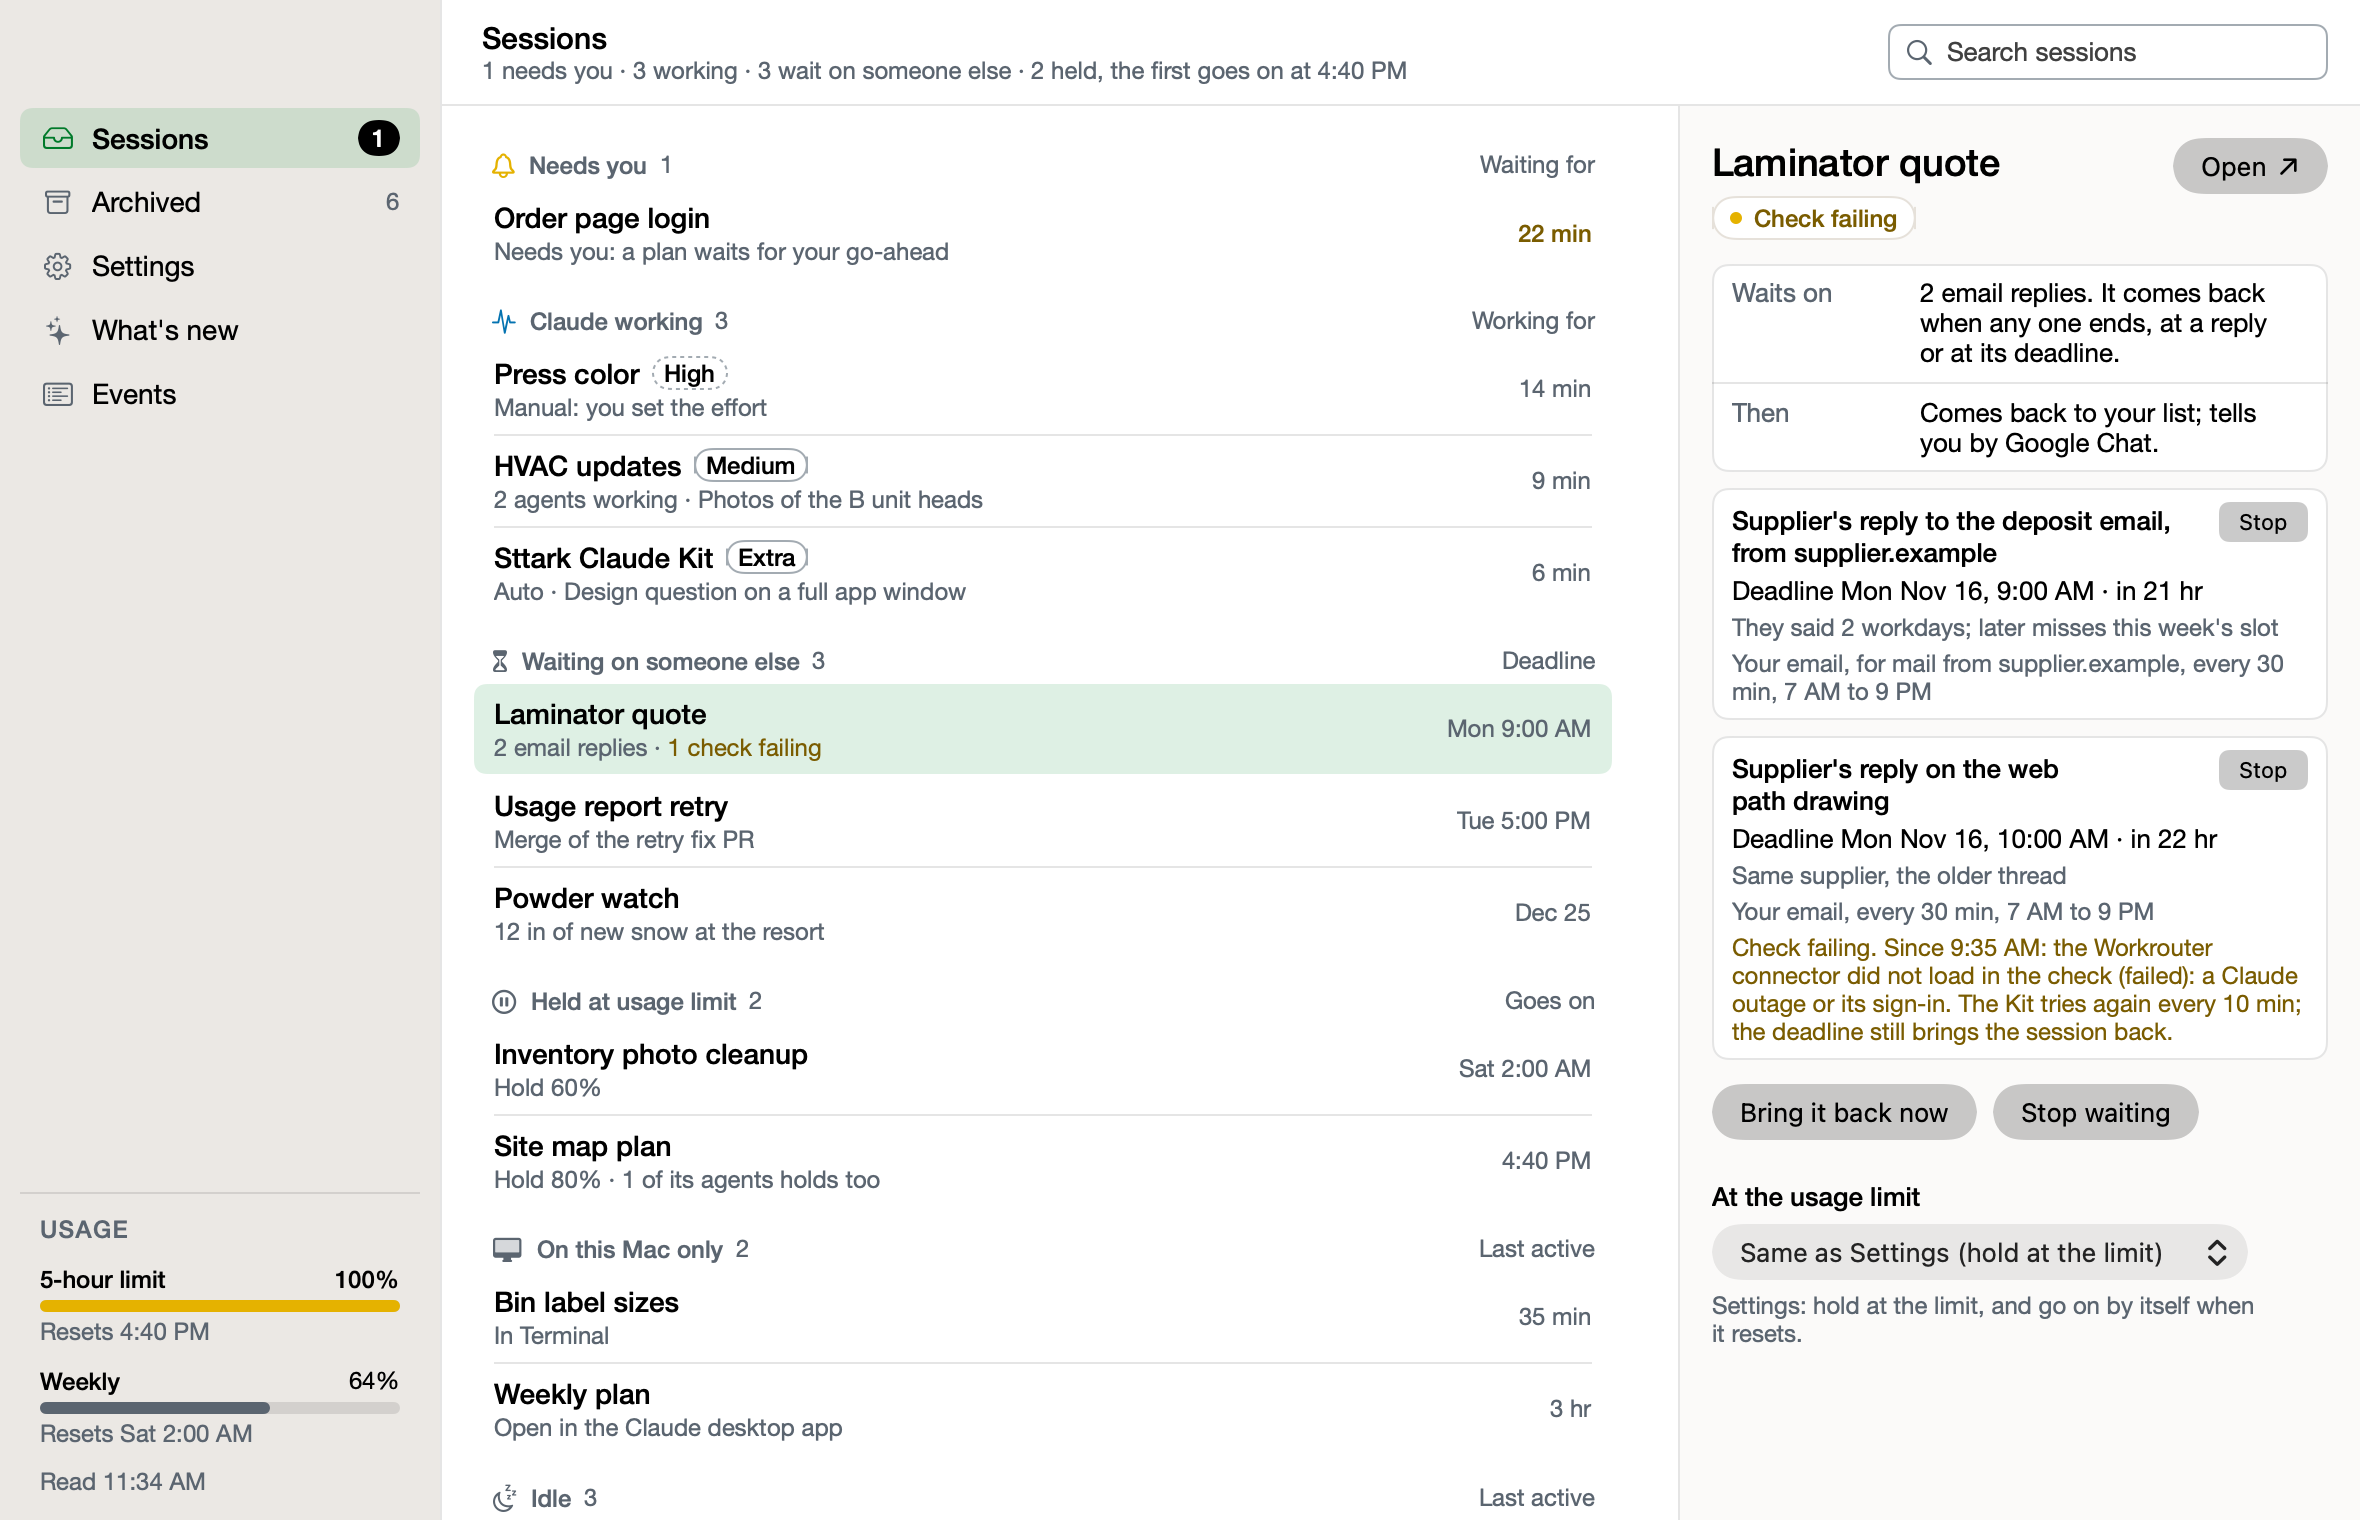 Sessions
1 needs you · 3 working · 3 wait on someone else · 2 held, the first goes on at 4:40 PM
Search sessions
Sessions 1
Archived 6
Settings
What's new
Events
USAGE
5-hour limit 100%
Resets 4:40 PM
Weekly 64%
Resets Sat 2:00 AM
Read 11:34 AM
Needs you 1 Waiting for
Order page login
Needs you: a plan waits for your go-ahead
22 min
Claude working 3 Working for
Press color High
Manual: you set the effort
14 min
HVAC updates Medium
2 agents working · Photos of the B unit heads
9 min
Sttark Claude Kit Extra
Auto · Design question on a full app window
6 min
Waiting on someone else 3 Deadline
Laminator quote
2 email replies · 1 check failing
Mon 9:00 AM
Usage report retry
Merge of the retry fix PR
Tue 5:00 PM
Powder watch
12 in of new snow at the resort
Dec 25
Held at usage limit 2 Goes on
Inventory photo cleanup
Hold 60%
Sat 2:00 AM
Site map plan
Hold 80% · 1 of its agents holds too
4:40 PM
On this Mac only 2 Last active
Bin label sizes
In Terminal
35 min
Weekly plan
Open in the Claude desktop app
3 hr
Idle 3 Last active
Laminator quote
Open
Check failing
Waits on
2 email replies. It comes back
when any one ends, at a reply
or at its deadline.
Then
Comes back to your list; tells
you by Google Chat.
Supplier's reply to the deposit email,
from supplier.example
Stop
Deadline Mon Nov 16, 9:00 AM · in 21 hr
They said 2 workdays; later misses this week's slot
Your email, for mail from supplier.example, every 30
min, 7 AM to 9 PM
Supplier's reply on the web
path drawing
Stop
Deadline Mon Nov 16, 10:00 AM · in 22 hr
Same supplier, the older thread
Your email, every 30 min, 7 AM to 9 PM
Check failing. Since 9:35 AM: the Workrouter
connector did not load in the check (failed): a Claude
outage or its sign-in. The Kit tries again every 10 min;
the deadline still brings the session back.
Bring it back now
Stop waiting
At the usage limit
Same as Settings (hold at the limit)
Settings: hold at the limit, and go on by itself when
it resets.